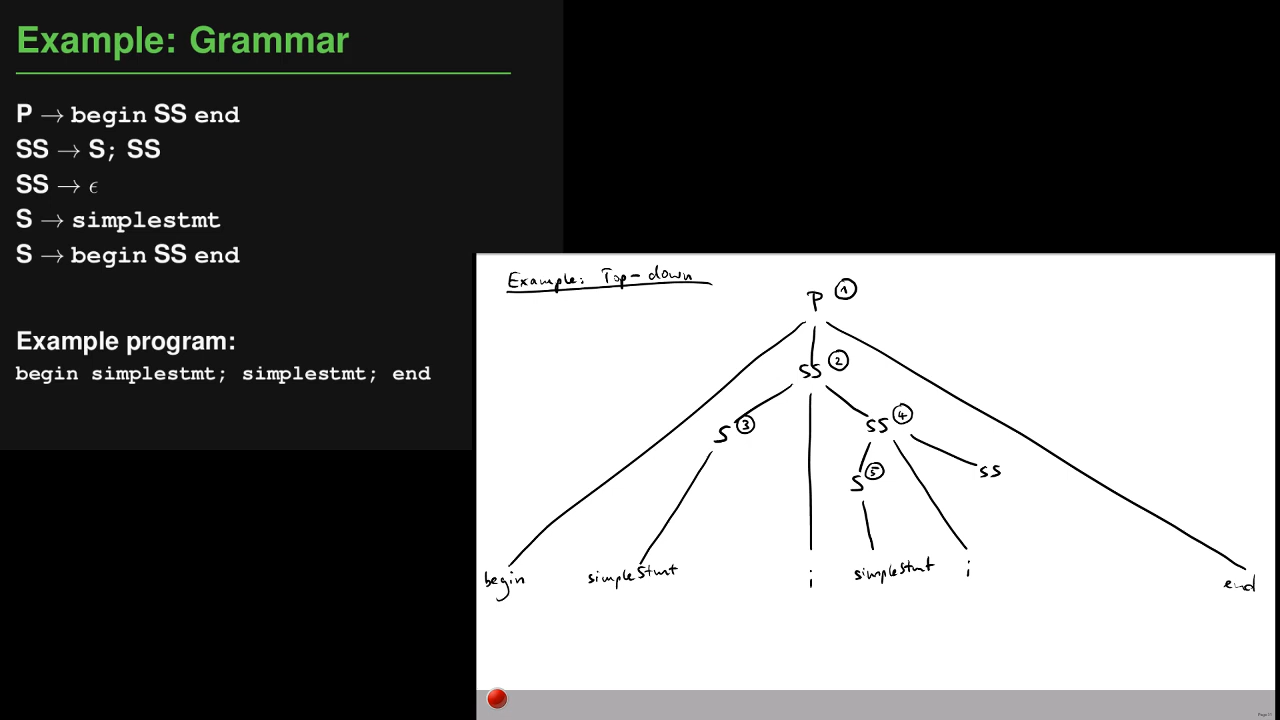 Example: Grammar
P → begin SS end
SS → S; SS
SS → ϵ
S → simplestmt
S → begin SS end
Example program:
begin simplestmt; simplestmt; end
Example: Top-down
P ①
SS ②
S ③ SS ④
S ⑤ SS
begin simpleStmt ; simpleStmt ; end